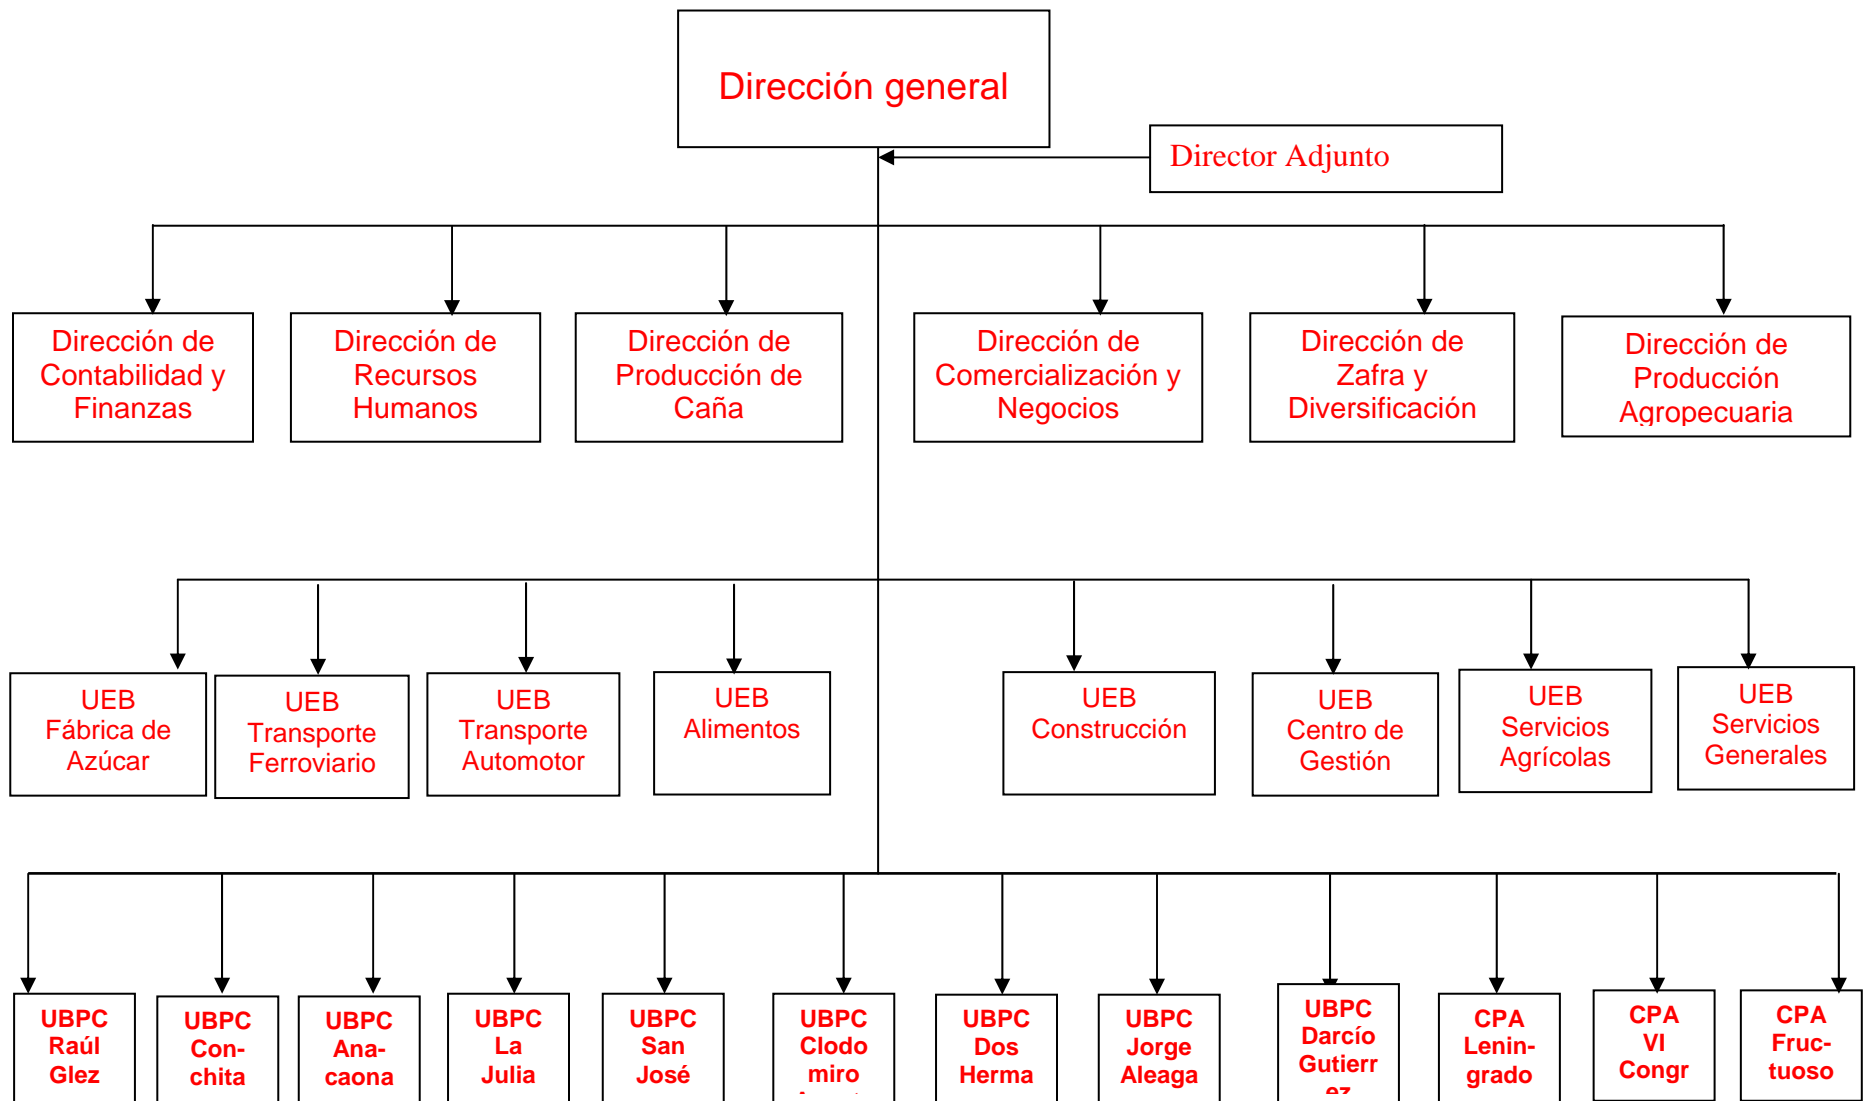 Dirección general
Director Adjunto
Dirección de
Contabilidad y
Finanzas
Dirección de
Recursos
Humanos
Dirección de
Producción de
Caña
Dirección de
Comercialización y
Negocios
Dirección de
Zafra y
Diversificación
Dirección de
Producción
Agropecuaria
UEB
Fábrica de
Azúcar
UEB
Transporte
Ferroviario
UEB
Transporte
Automotor
UEB
Alimentos
UEB
Construcción
UEB
Centro de
Gestión
UEB
Servicios
Agrícolas
UEB
Servicios
Generales
UBPC
Raúl
Glez
UBPC
Con-
chita
UBPC
Ana-
caona
UBPC
La
Julia
UBPC
San
José
UBPC
Clodo
miro
UBPC
Dos
Herma
UBPC
Jorge
Aleaga
UBPC
Darcío
Gutierr
ez
CPA
Lenin-
grado
CPA
VI
Congr
CPA
Fruc-
tuoso